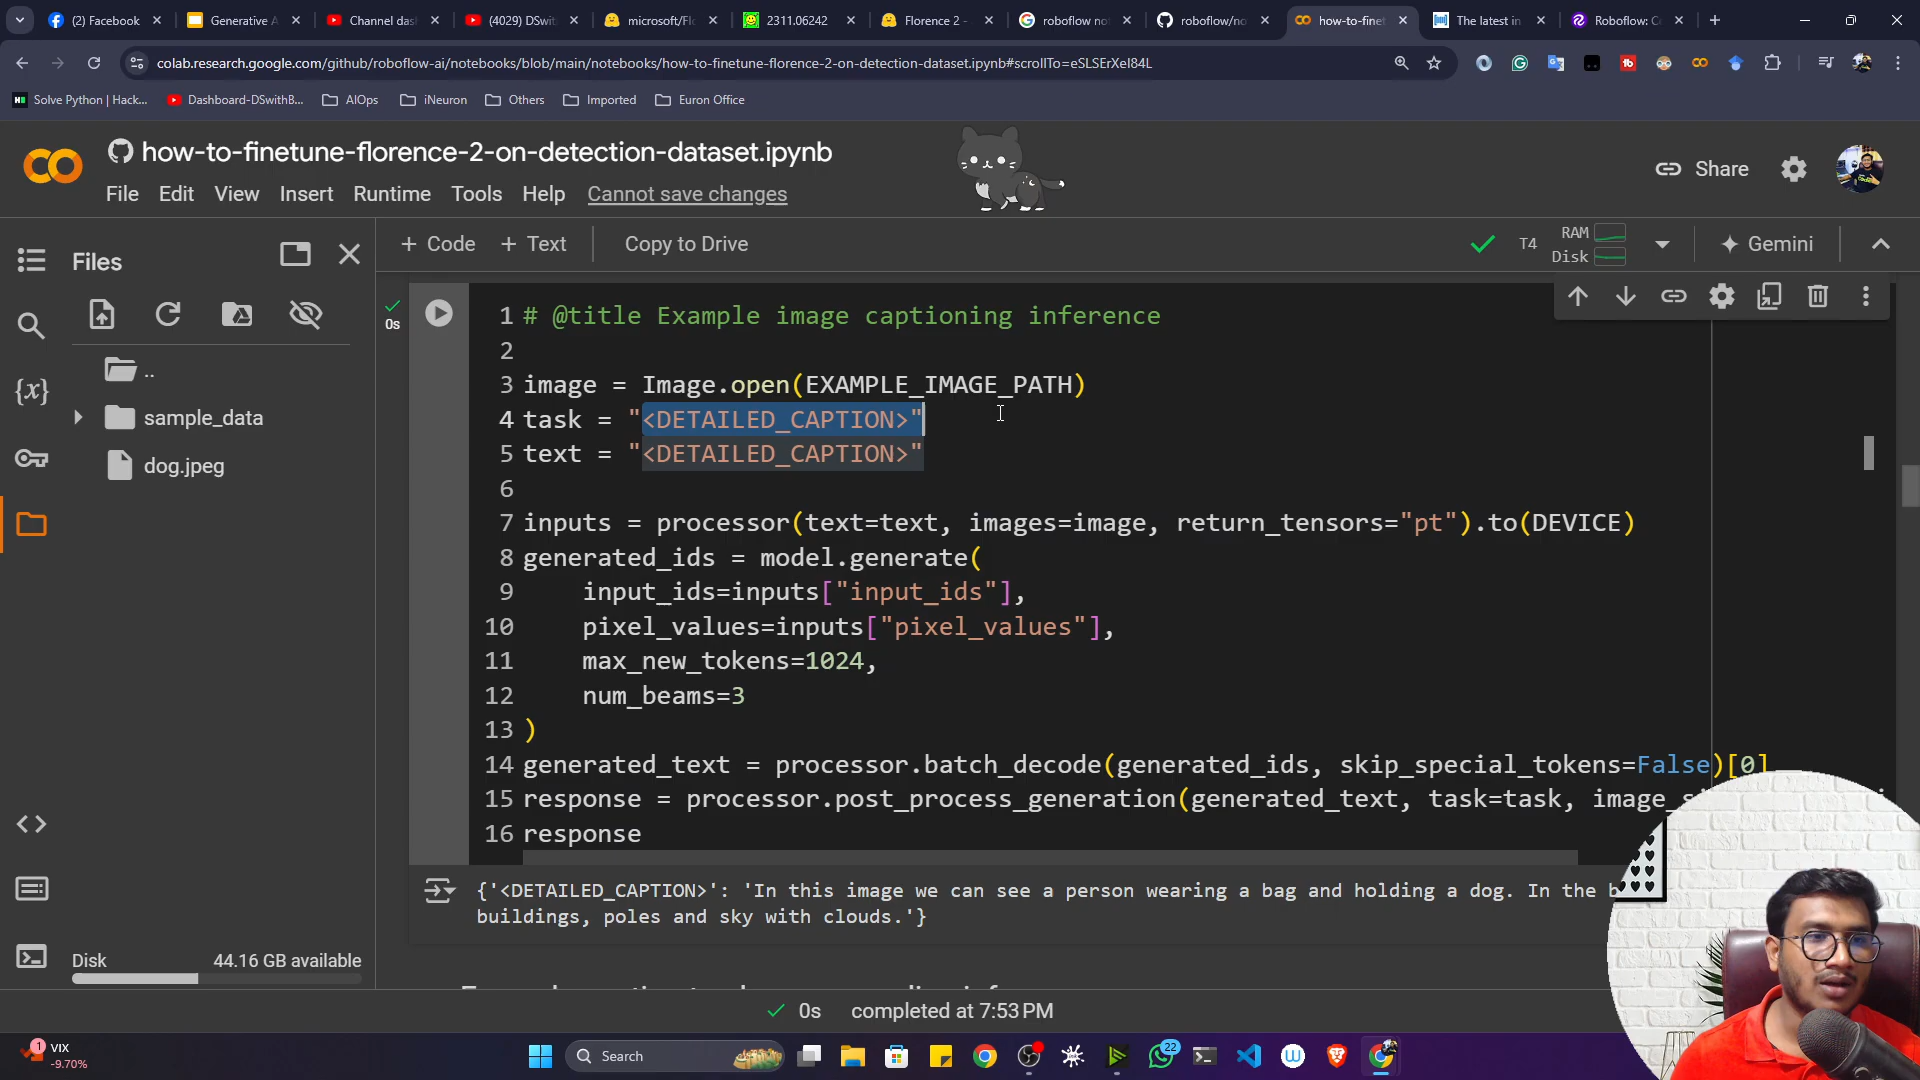 (2) Facebook
Generative A
Channel das
(4029) DSwith
microsoft/Flo
2311.06242
Florence 2 -
roboflow not
roboflow/no
how-to-finet
The latest in
Roboflow: C
colab.research.google.com/github/roboflow-ai/notebooks/blob/main/notebooks/how-to-finetune-florence-2-on-detection-dataset.ipynb#scrollTo=eSLSErXeI84L
Solve Python | Hack...
Dashboard-DSwithB...
AIOps
iNeuron
Others
Imported
Euron Office
how-to-finetune-florence-2-on-detection-dataset.ipynb
Share
File Edit View Insert Runtime Tools Help Cannot save changes
Files
+ Code + Text Copy to Drive
T4
RAM
Disk
Gemini
..
sample_data
dog.jpeg
Disk 44.16 GB available
0s
1 # @title Example image captioning inference
2
3 image = Image.open(EXAMPLE_IMAGE_PATH)
4 task = "<DETAILED_CAPTION>"
5 text = "<DETAILED_CAPTION>"
6
7 inputs = processor(text=text, images=image, return_tensors="pt").to(DEVICE)
8 generated_ids = model.generate(
9 input_ids=inputs["input_ids"],
10 pixel_values=inputs["pixel_values"],
11 max_new_tokens=1024,
12 num_beams=3
13 )
14 generated_text = processor.batch_decode(generated_ids, skip_special_tokens=False)[0]
15 response = processor.post_process_generation(generated_text, task=task, image_si
16 response
{'<DETAILED_CAPTION>': 'In this image we can see a person wearing a bag and holding a dog. In the b
buildings, poles and sky with clouds.'}
0s completed at 7:53 PM
1
VIX
-9.70%
Search
22